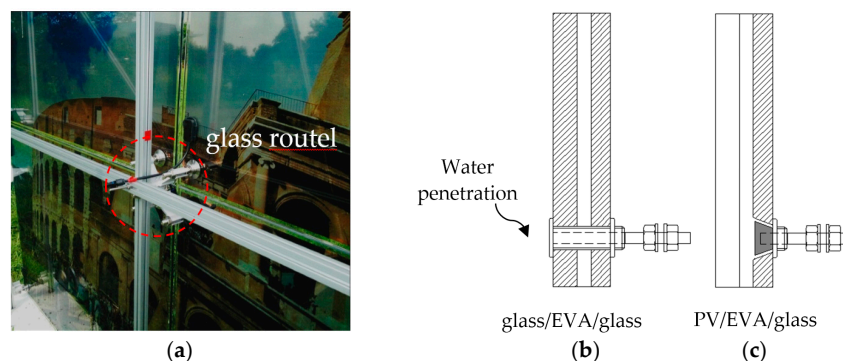 glass routel
Water
penetration
glass/EVA/glass
PV/EVA/glass
(a)
(b)
(c)